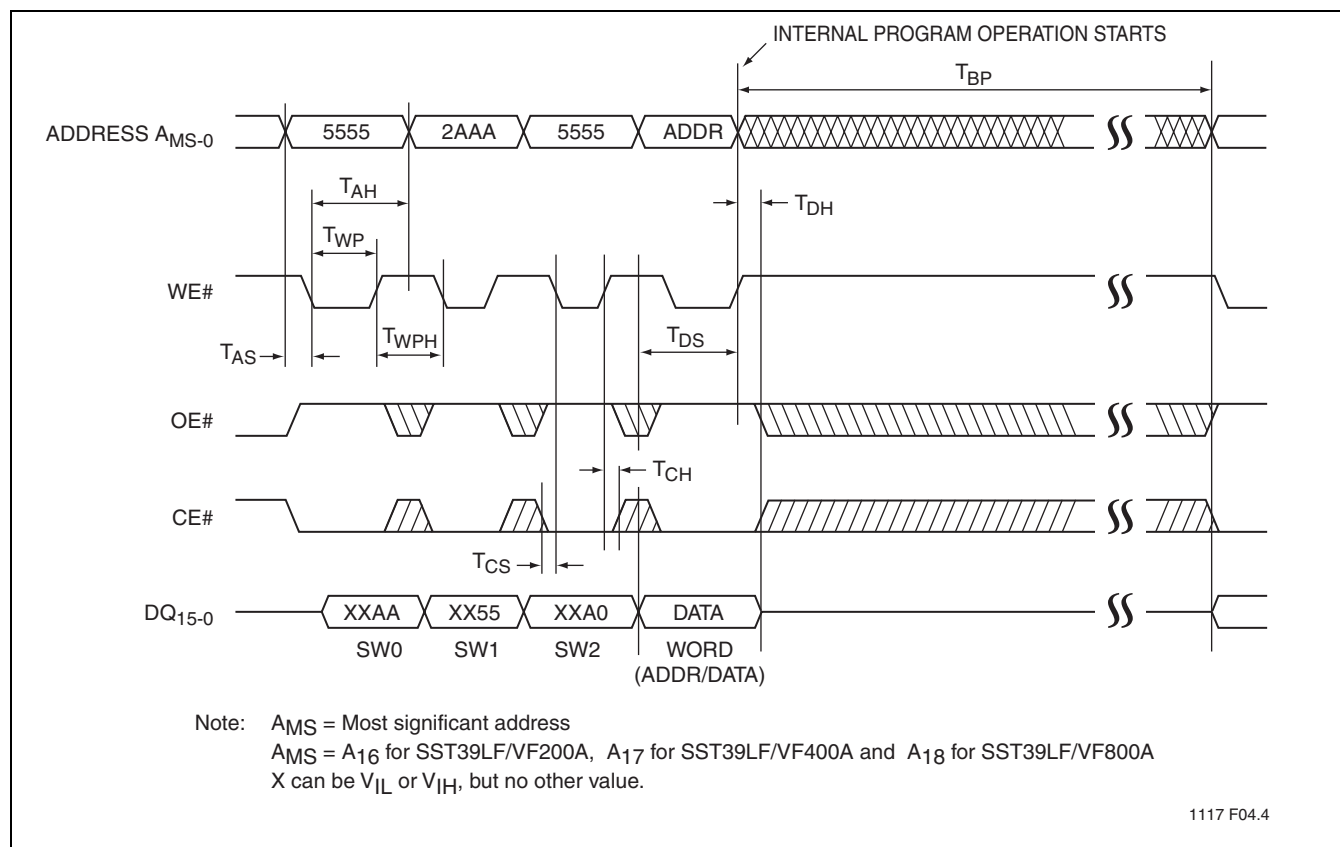 INTERNAL PROGRAM OPERATION STARTS
TBP
ADDRESS AMS-0
5555
2AAA
5555
ADDR
TAH
TDH
TWP
WE#
TWPH
TDS
TAS
OE#
TCH
CE#
TCS
DQ15-0
XXAA
XX55
XXA0
DATA
SW0
SW1
SW2
WORD
(ADDR/DATA)
Note: AMS = Most significant address
AMS = A16 for SST39LF/VF200A, A17 for SST39LF/VF400A and A18 for SST39LF/VF800A
X can be VIL or VIH, but no other value.
1117 F04.4